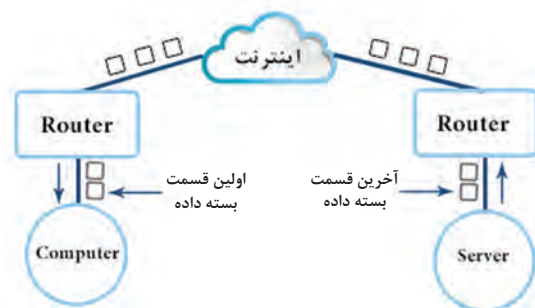 اینترنت
Router
Router
اولین قسمت
بسته داده
آخرین قسمت
بسته داده
Computer
Server